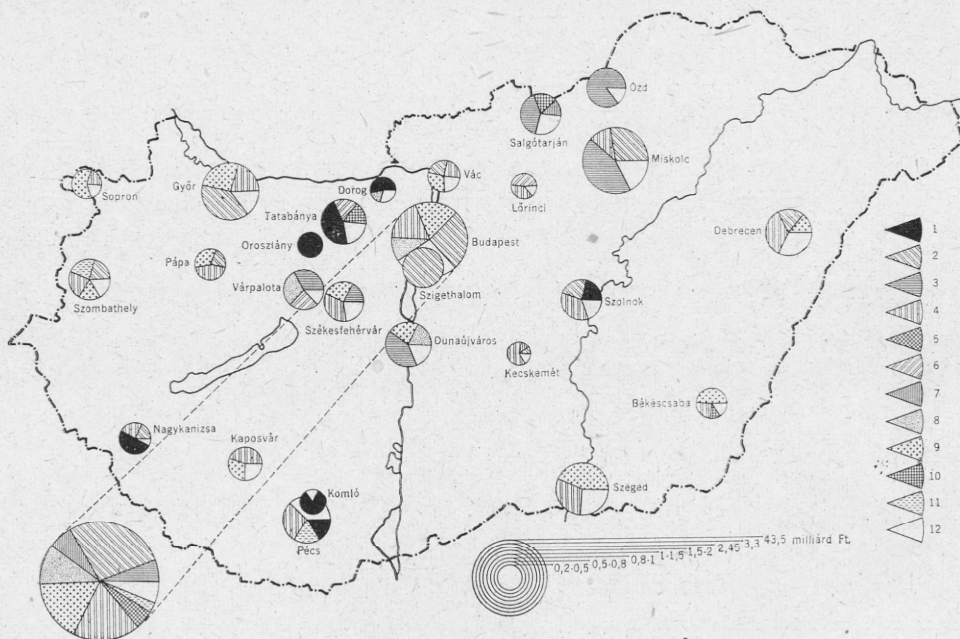 Ózd
Salgótarján
Miskolc
Vác
Lőrinci
Sopron
Győr
Dorog
Tatabánya
Oroszlány
Budapest
Debrecen
Pápa
Várpalota
Szigethalom
Szombathely
Székesfehérvár
Szolnok
Dunaújváros
Kecskemét
Békéscsaba
Nagykanizsa
Kaposvár
Komló
Pécs
Szeged
1
2
3
4
5
6
7
8
9
10
11
12
0,2-0,5 0,5-0,8 0,8-1 1-1,5 1,5-2 2,45 3,3 43,5 milliárd Ft.